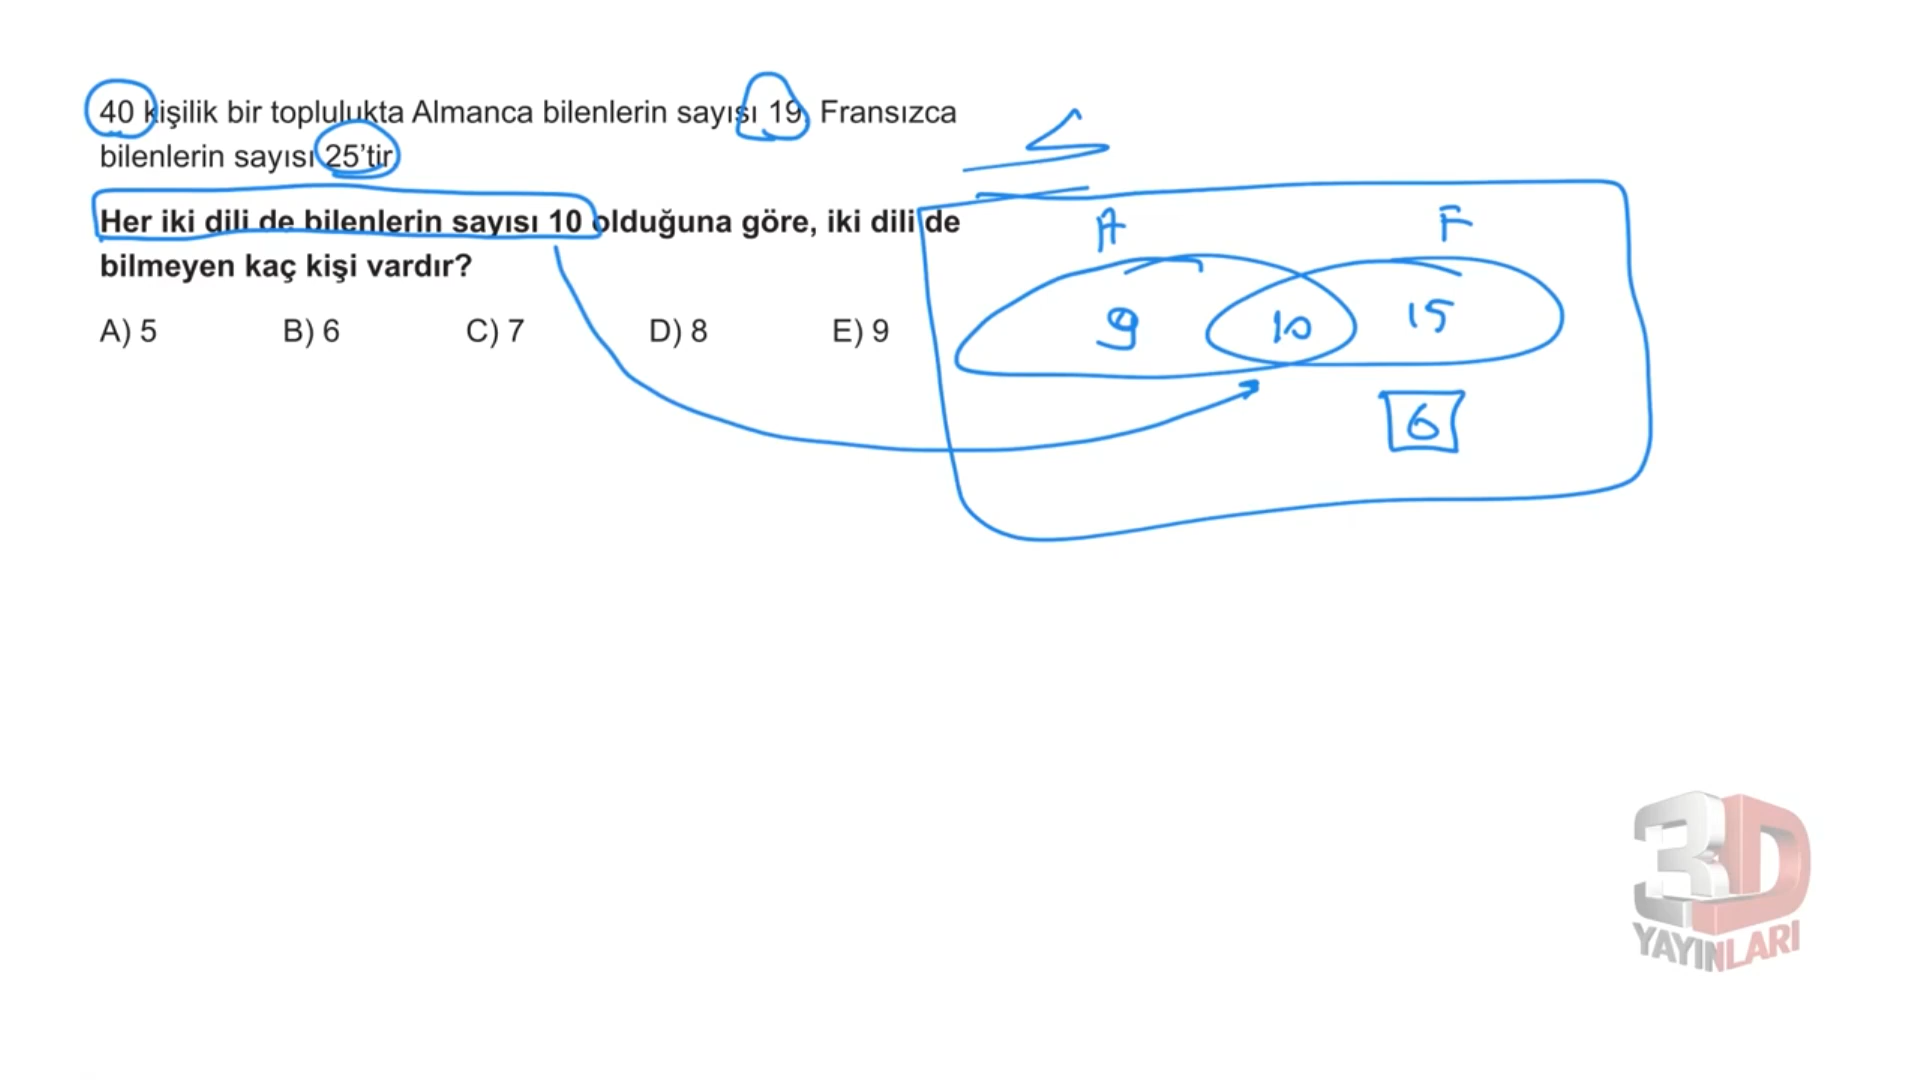 40 kişilik bir toplulukta Almanca bilenlerin sayısı 19, Fransızca
bilenlerin sayısı 25'tir.
Her iki dili de bilenlerin sayısı 10 olduğuna göre, iki dili de
bilmeyen kaç kişi vardır?
A) 5 B) 6 C) 7 D) 8 E) 9
A F
9 10 15
6
3D
YAYINLARI